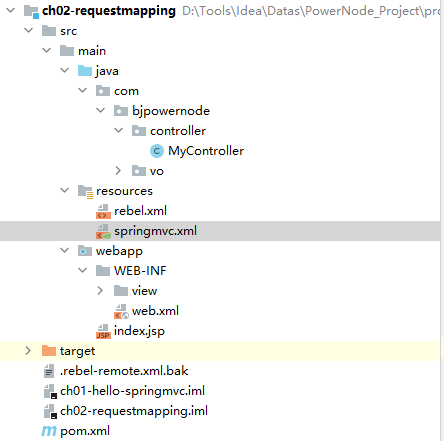 ch02-requestmapping D:\Tools\Idea\Datas\PowerNode_Project\pro
src
main
java
com
bjpowernode
controller
MyController
vo
resources
rebel.xml
springmvc.xml
webapp
WEB-INF
view
web.xml
index.jsp
target
.rebel-remote.xml.bak
ch01-hello-springmvc.iml
ch02-requestmapping.iml
pom.xml